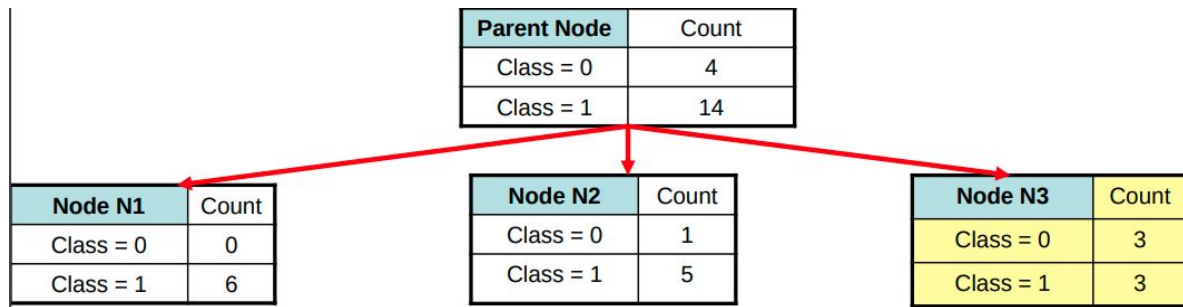 Parent Node Count
Class = 0 4
Class = 1 14
Node N1 Count
Class = 0 0
Class = 1 6
Node N2 Count
Class = 0 1
Class = 1 5
Node N3 Count
Class = 0 3
Class = 1 3